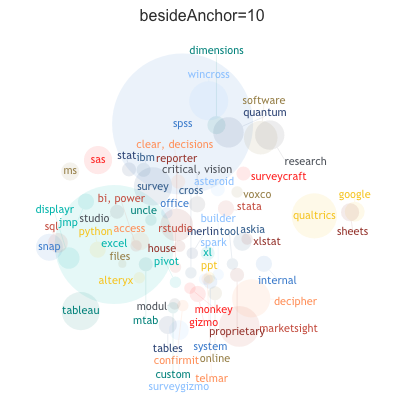 besideAnchor=10
dimensions
wincross
software
quantum
spss
clear, decisions
stat
ibm
reporter
sas
research
critical, vision
ms
surveycraft
asteroid
survey
cross
voxco
google
bi, power
office
stata
displayr
uncle
qualtrics
studio
builder
sql
jmp
access
rstudio
merlintool
askia
sheets
python
spark
xlstat
snap
excel
house
xl
files
pivot
ppt
alteryx
internal
decipher
tableau
modul
monkey
mtab
gizmo
proprietary
marketsight
tables
system
confirmit
online
custom
telmar
surveygizmo